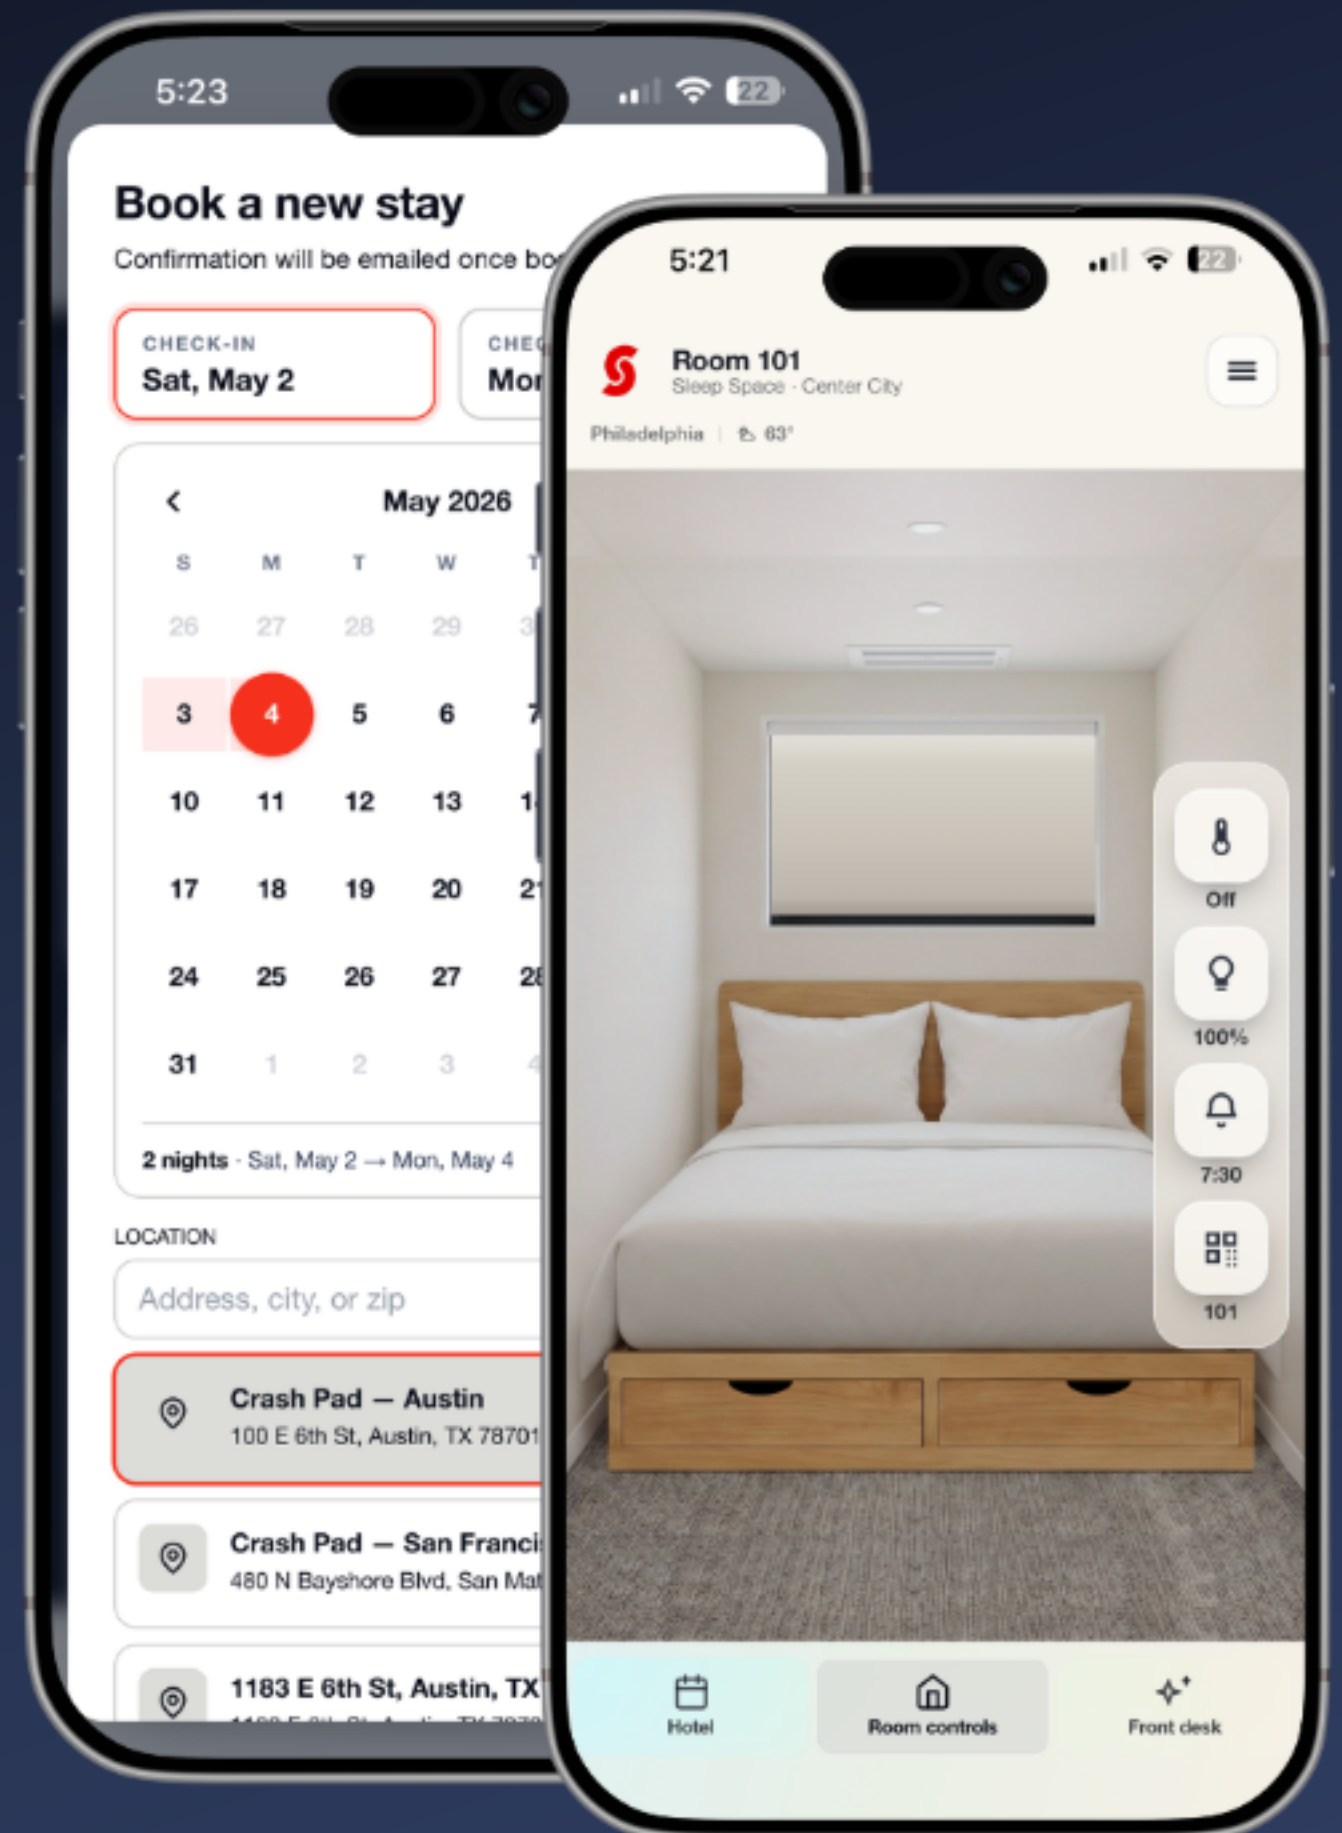 5:23
22
Book a new stay
Confirmation will be emailed once
CHECK-IN
Sat, May 2
May 2026
S M T W
26 27 28 29
3 4 5 6 7
10 11 12 13
17 18 19 20
24 25 26 27
31 1 2 3 4
2 nights · Sat, May 2 → Mon, May 4
LOCATION
Address, city, or zip
Crash Pad — Austin
100 E 6th St, Austin, TX 78701
Crash Pad — San
480 N Bayshore Blvd, San
1183 E 6th St, Austin, TX
5:21
22
Room 101
Sleep Space · Center City
Philadelphia | 63°
Off
100%
7:30
101
Hotel
Room controls
Front desk